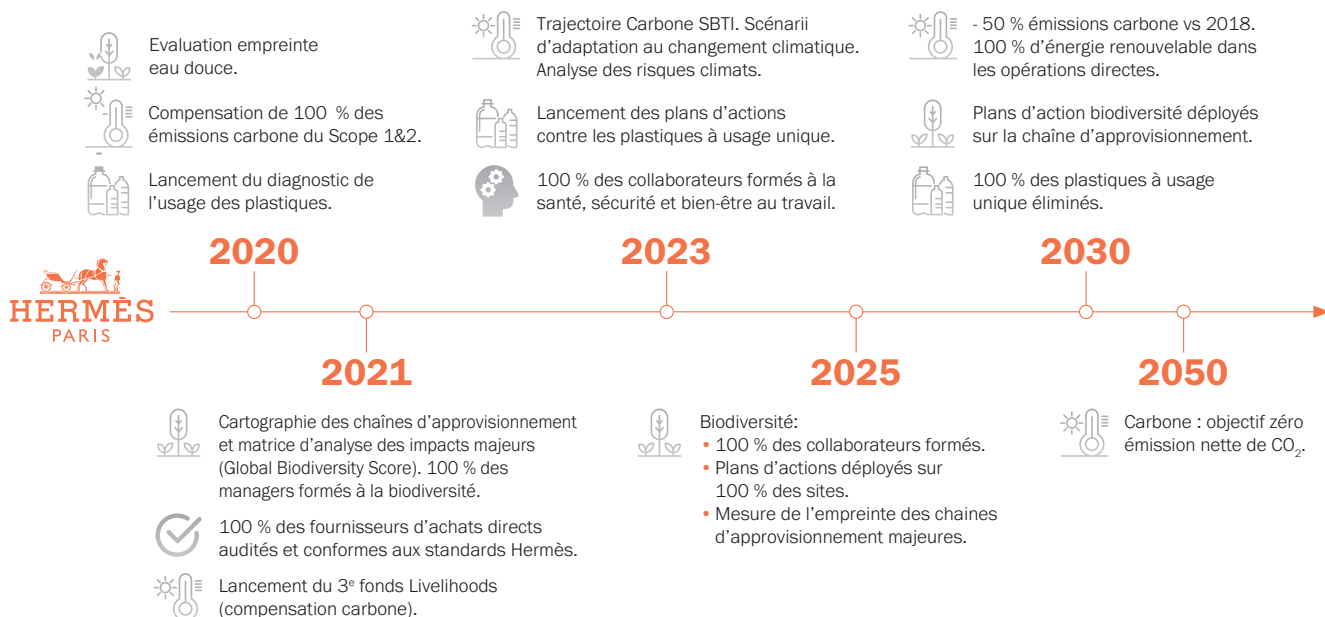 Evaluation empreinte
eau douce.
Compensation de 100 % des
émissions carbone du Scope 1&2.
Lancement du diagnostic de
l'usage des plastiques.
2020
Trajectoire Carbone SBTI. Scénarii
d'adaptation au changement climatique.
Analyse des risques climats.
Lancement des plans d'actions
contre les plastiques à usage unique.
100 % des collaborateurs formés à la
santé, sécurité et bien-être au travail.
2023
- 50 % émissions carbone vs 2018.
100 % d'énergie renouvelable dans
les opérations directes.
Plans d'action biodiversité déployés
sur la chaîne d'approvisionnement.
100 % des plastiques à usage
unique éliminés.
2030
HERMÈS
PARIS
2021
Cartographie des chaînes d'approvisionnement
et matrice d'analyse des impacts majeurs
(Global Biodiversity Score). 100 % des
managers formés à la biodiversité.
100 % des fournisseurs d'achats directs
audités et conformes aux standards Hermès.
Lancement du 3e fonds Livelihoods
(compensation carbone).
2025
Biodiversité:
• 100 % des collaborateurs formés.
• Plans d'actions déployés sur
100 % des sites.
• Mesure de l'empreinte des chaines
d'approvisionnement majeures.
2050
Carbone : objectif zéro
émission nette de CO2.